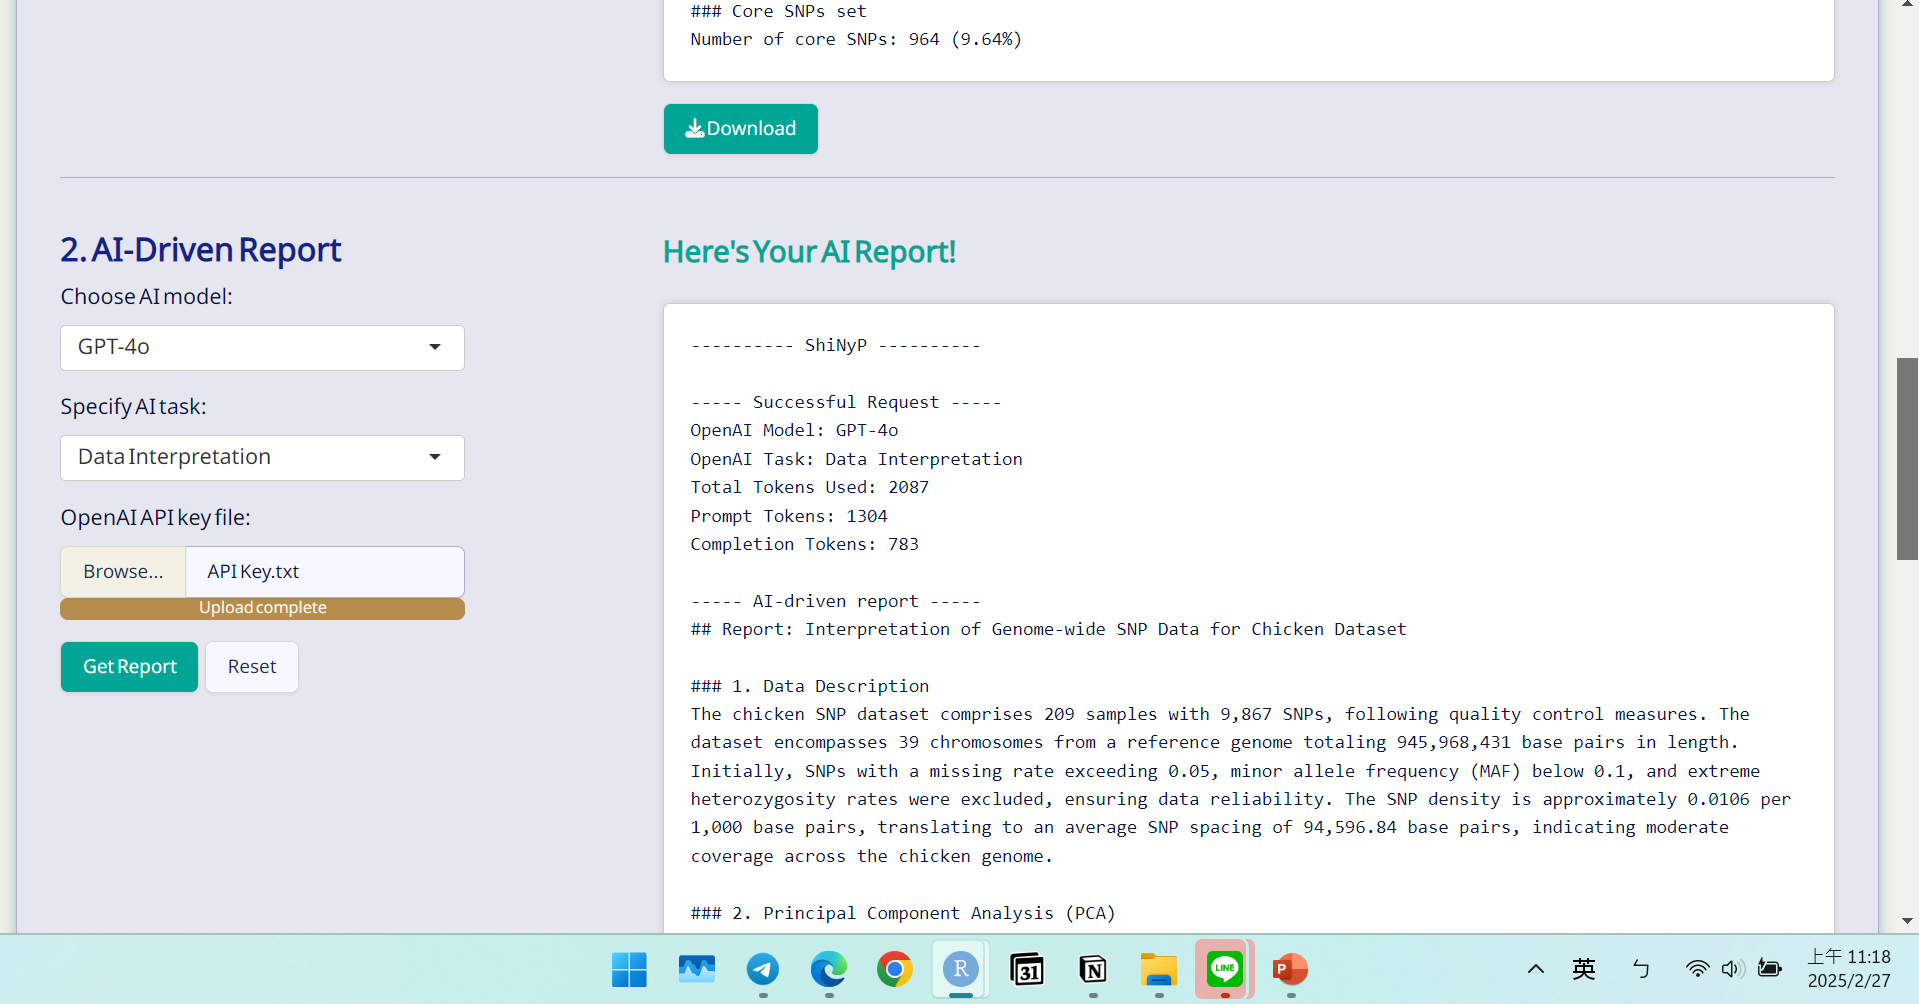 ### Core SNPs set
Number of core SNPs: 964 (9.64%)
Download
2. AI-Driven Report
Choose AI model:
GPT-4o
Specify AI task:
Data Interpretation
OpenAI API key file:
Browse...
API Key.txt
Upload complete
Get Report
Reset
Here's Your AI Report!
---------- ShiNyP ----------
----- Successful Request -----
OpenAI Model: GPT-4o
OpenAI Task: Data Interpretation
Total Tokens Used: 2087
Prompt Tokens: 1304
Completion Tokens: 783
----- AI-driven report -----
## Report: Interpretation of Genome-wide SNP Data for Chicken Dataset
### 1. Data Description
The chicken SNP dataset comprises 209 samples with 9,867 SNPs, following quality control measures. The
dataset encompasses 39 chromosomes from a reference genome totaling 945,968,431 base pairs in length.
Initially, SNPs with a missing rate exceeding 0.05, minor allele frequency (MAF) below 0.1, and extreme
heterozygosity rates were excluded, ensuring data reliability. The SNP density is approximately 0.0106 per
1,000 base pairs, translating to an average SNP spacing of 94,596.84 base pairs, indicating moderate
coverage across the chicken genome.
### 2. Principal Component Analysis (PCA)
R
31
N
LINE
P
英
ㄅ
上午 11:18
2025/2/27